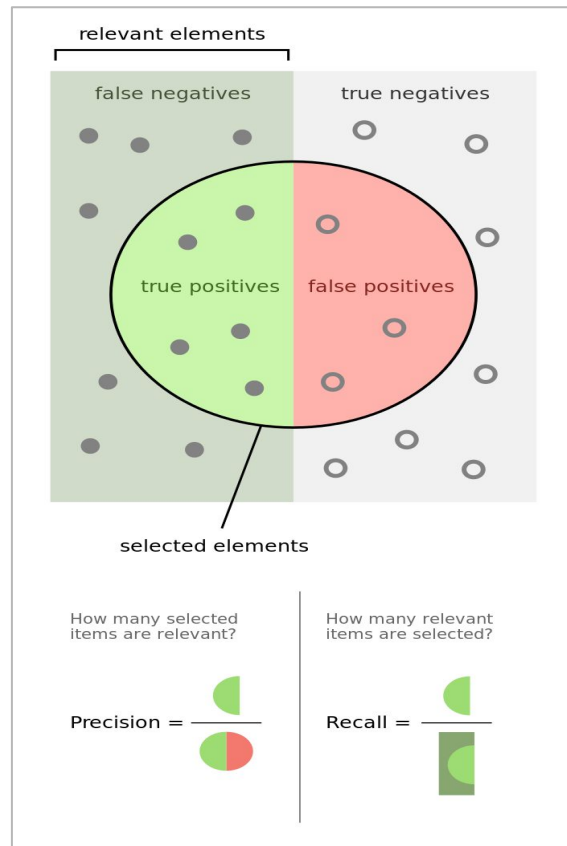 relevant elements
false negatives
true negatives
true positives
false positives
selected elements
How many selected
items are relevant?
How many relevant
items are selected?
Precision =
Recall =